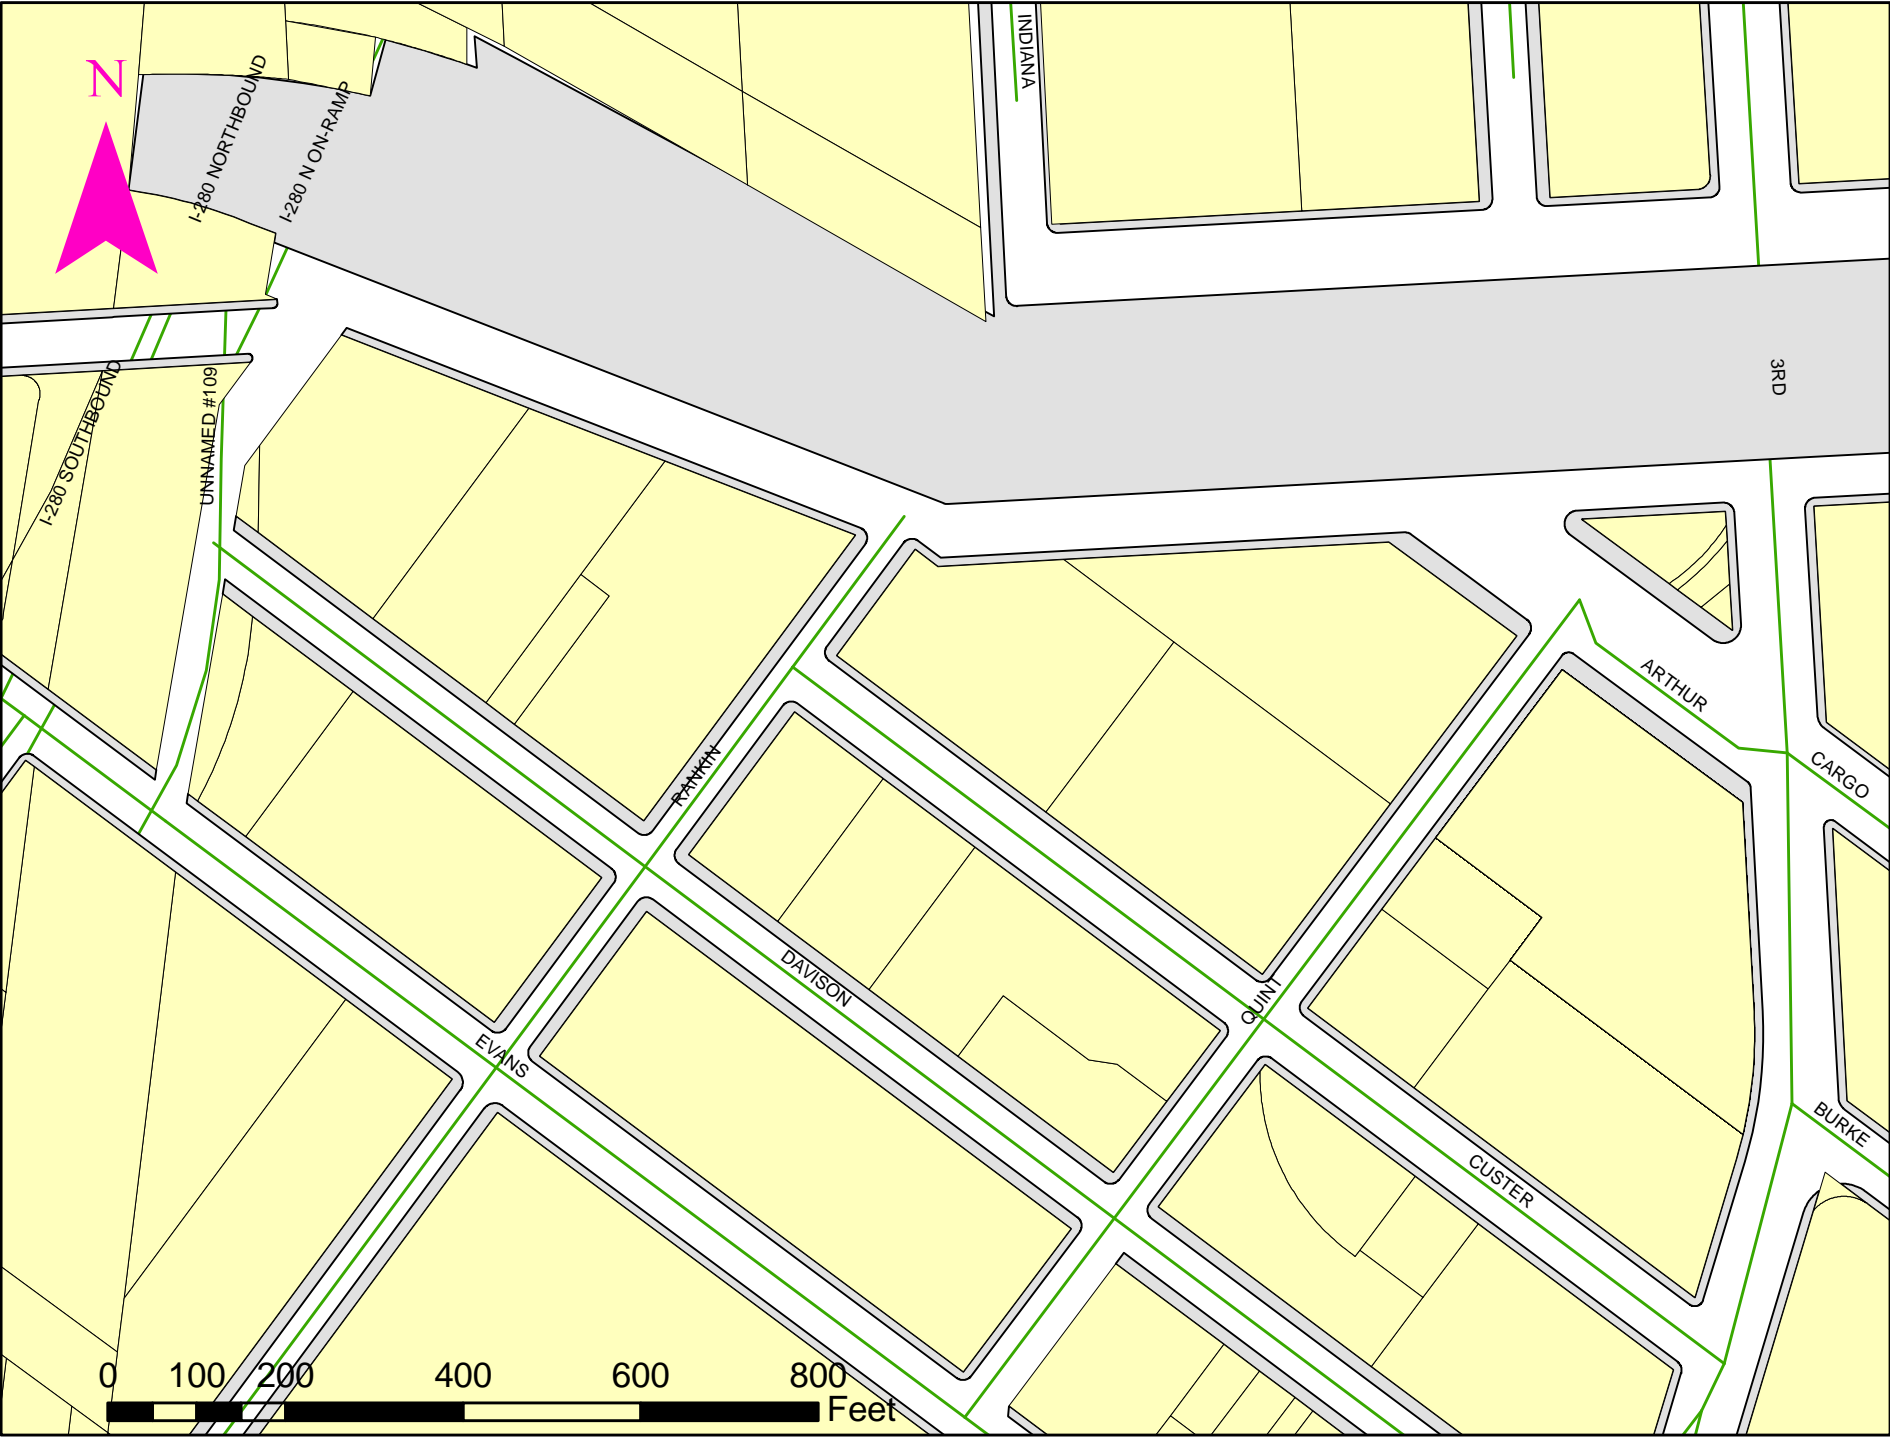 INDIANA
N
I-280 NORTHBOUND
I-280 N ON-RAMP
3RD
I-280 SOUTHBOUND
UNNAMED #109
ARTHUR
RANKIN
CARGO
DAVISON
QUINT
EVANS
BURKE
CUSTER
0 100 200 400 600 800
Feet